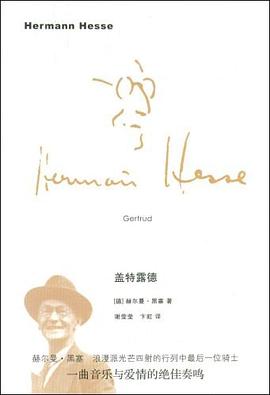 Hermann Hesse
Herman Hesse
Gertrud
盖特露德
[德] 赫尔曼·黑塞 著
谢莹莹 卞虹 译
赫尔曼·黑塞 浪漫派光芒四射的行列中最后一位骑士
一曲音乐与爱情的绝佳奏鸣